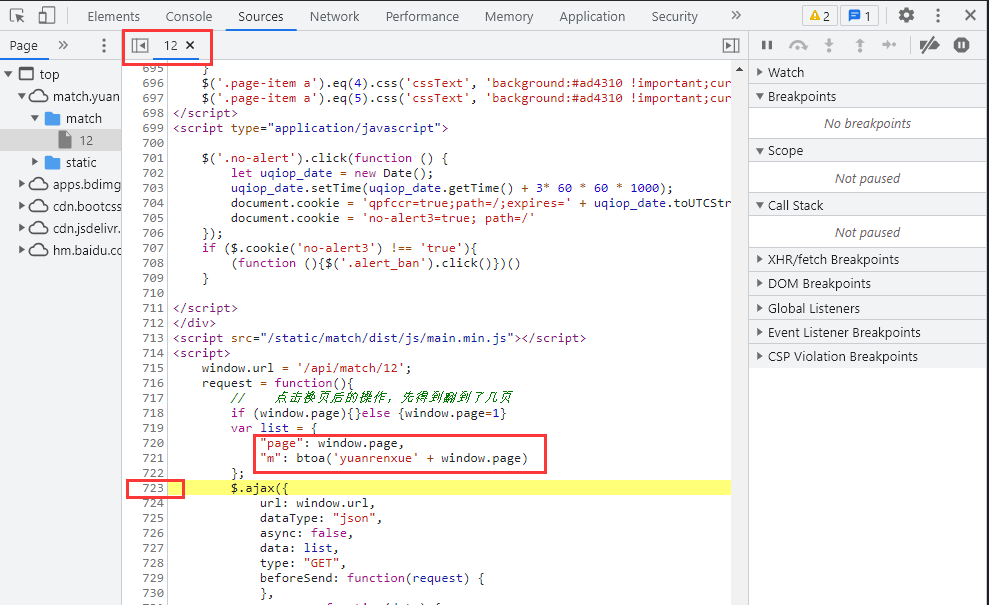 Elements Console Sources Network Performance Memory Application Security » 2 1
Page » 12 ×
top
match.yuan
match
12
static
apps.bdimg
cdn.bootcss
cdn.jsdelivr.
hm.baidu.co
695 }
696 $('.page-item a').eq(4).css('cssText', 'background:#ad4310 !important;cur
697 $('.page-item a').eq(5).css('cssText', 'background:#ad4310 !important;cur
698 </script>
699 <script type="application/javascript">
700
701 $('.no-alert').click(function () {
702 let uqiop_date = new Date();
703 uqiop_date.setTime(uqiop_date.getTime() + 3* 60 * 60 * 1000);
704 document.cookie = 'qpfccr=true;path=/;expires=' + uqiop_date.toUTCStr
705 document.cookie = 'no-alert3=true; path=/'
706 });
707 if ($.cookie('no-alert3') !== 'true'){
708 (function (){$('.alert_ban').click()})()
709 }
710
711 </script>
712 </div>
713 <script src="/static/match/dist/js/main.min.js"></script>
714 <script>
715 window.url = '/api/match/12';
716 request = function(){
717 // 点击换页后的操作，先得到翻到了几页
718 if (window.page){}else {window.page=1}
719 var list = {
720 "page": window.page,
721 "m": btoa('yuanrenxue' + window.page)
722 };
723 $.ajax({
724 url: window.url,
725 dataType: "json",
726 async: false,
727 data: list,
728 type: "GET",
729 beforeSend: function(request) {
730 },
Watch
Breakpoints
No breakpoints
Scope
Not paused
Call Stack
Not paused
XHR/fetch Breakpoints
DOM Breakpoints
Global Listeners
Event Listener Breakpoints
CSP Violation Breakpoints